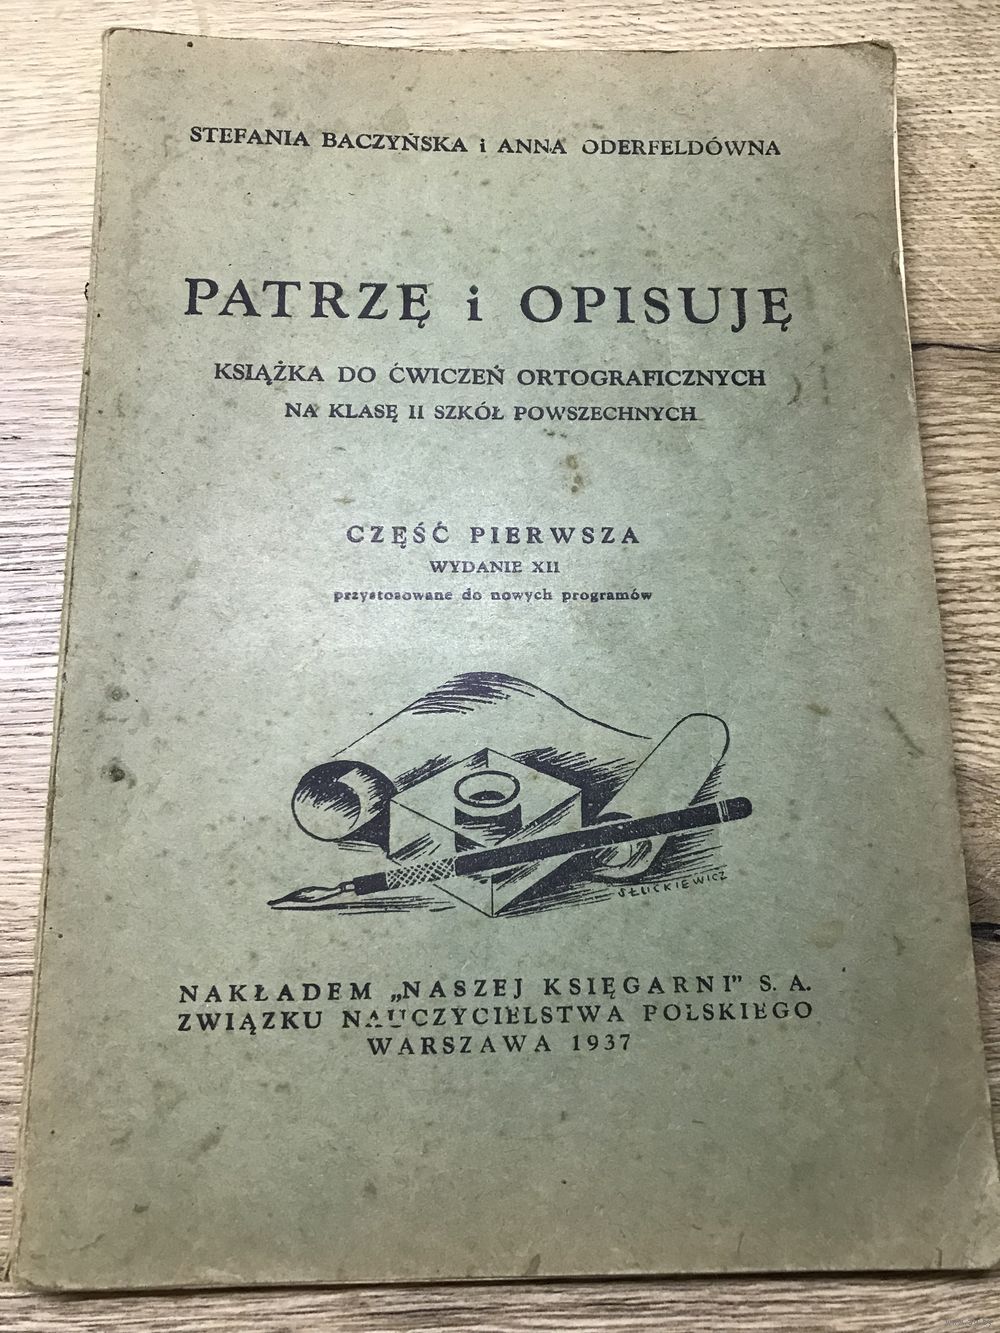 STEFANIA BACZYŃSKA i ANNA ODERFELDÓWNA
PATRZĘ i OPISUJĘ
KSIĄŻKA DO ĆWICZEŃ ORTOGRAFICZNYCH
NA KLASĘ II SZKÓŁ POWSZECHNYCH
CZĘŚĆ PIERWSZA
WYDANIE XII
przystosowane do nowych programów
S.ŁUCKIEWICZ
NAKŁADEM „NASZEJ KSIĘGARNI” S. A.
ZWIĄZKU NAUCZYCIELSTWA POLSKIEGO
WARSZAWA 1937